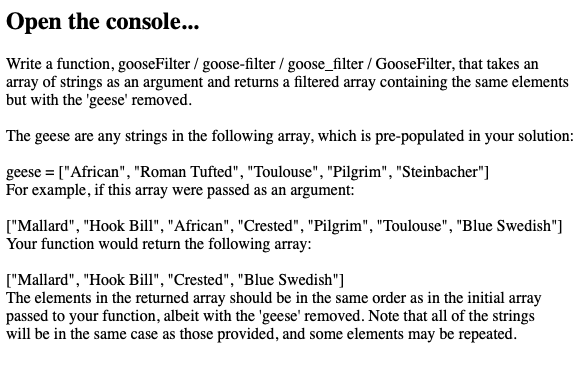 Open the console...
Write a function, gooseFilter / goose-filter / goose_filter / GooseFilter, that takes an
array of strings as an argument and returns a filtered array containing the same elements
but with the 'geese' removed.
The geese are any strings in the following array, which is pre-populated in your solution:
geese = ["African", "Roman Tufted", "Toulouse", "Pilgrim", "Steinbacher"]
For example, if this array were passed as an argument:
["Mallard", "Hook Bill", "African", "Crested", "Pilgrim", "Toulouse", "Blue Swedish"]
Your function would return the following array:
["Mallard", "Hook Bill", "Crested", "Blue Swedish"]
The elements in the returned array should be in the same order as in the initial array
passed to your function, albeit with the 'geese' removed. Note that all of the strings
will be in the same case as those provided, and some elements may be repeated.